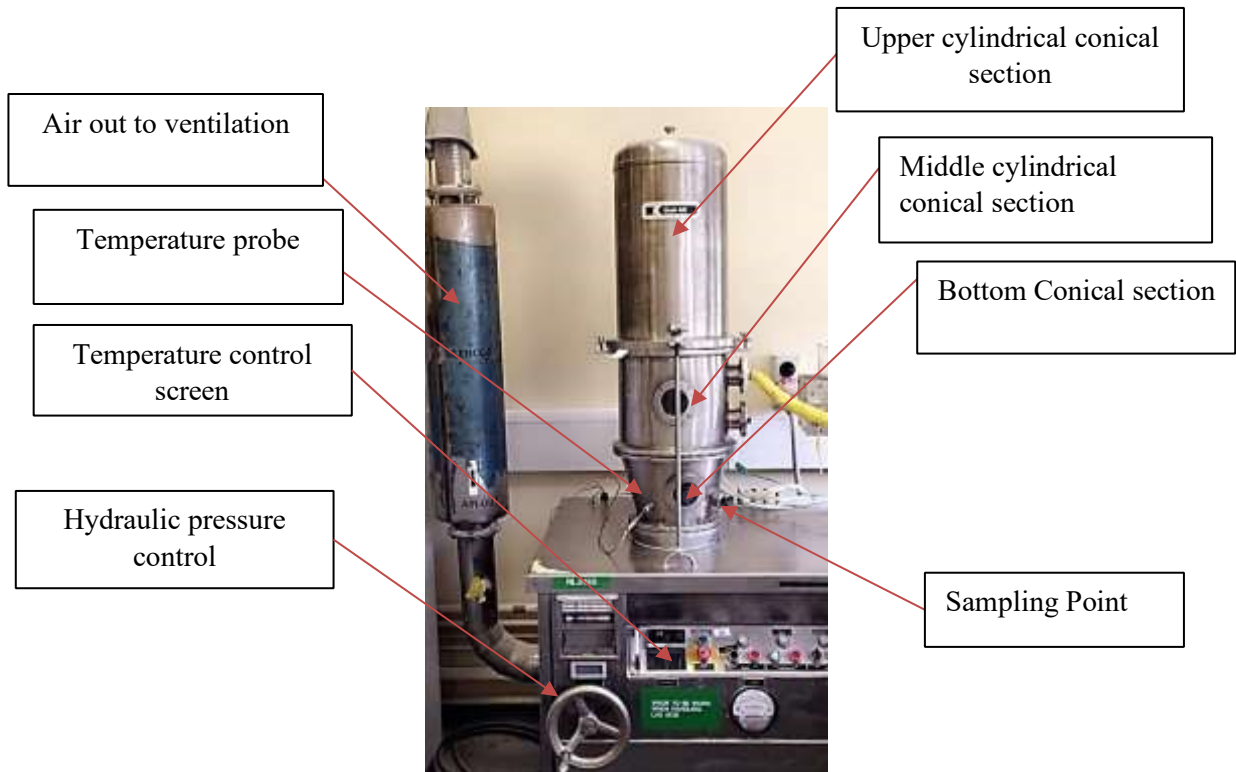 Upper cylindrical conical
section
Air out to ventilation
Middle cylindrical
conical section
Temperature probe
Bottom Conical section
Temperature control
screen
Hydraulic pressure
control
Sampling Point